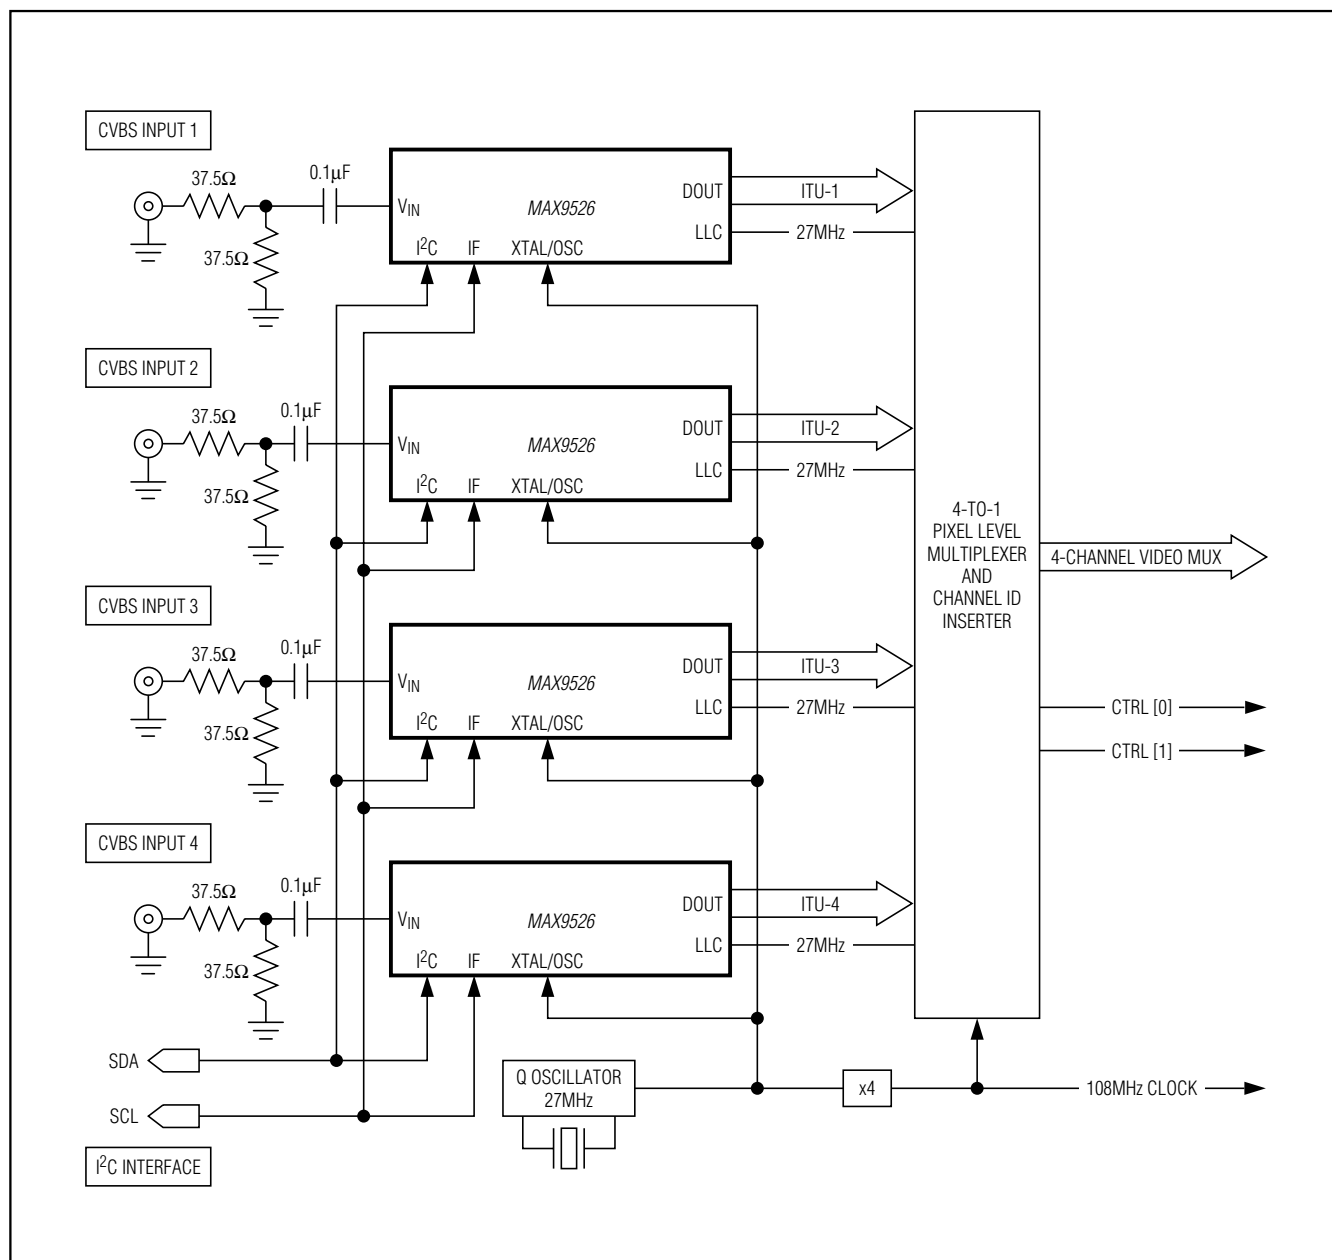 CVBS INPUT 1
37.5Ω
0.1µF
37.5Ω
VIN
MAX9526
DOUT
LLC
I²C IF XTAL/OSC
ITU-1
27MHz
CVBS INPUT 2
37.5Ω
0.1µF
37.5Ω
VIN
MAX9526
DOUT
LLC
I²C IF XTAL/OSC
ITU-2
27MHz
CVBS INPUT 3
37.5Ω
0.1µF
37.5Ω
VIN
MAX9526
DOUT
LLC
I²C IF XTAL/OSC
ITU-3
27MHz
CVBS INPUT 4
37.5Ω
0.1µF
37.5Ω
VIN
MAX9526
DOUT
LLC
I²C IF XTAL/OSC
ITU-4
27MHz
4-TO-1
PIXEL LEVEL
MULTIPLEXER
AND
CHANNEL ID
INSERTER
4-CHANNEL VIDEO MUX
CTRL [0]
CTRL [1]
SDA
SCL
I²C INTERFACE
Q OSCILLATOR
27MHz
x4
108MHz CLOCK